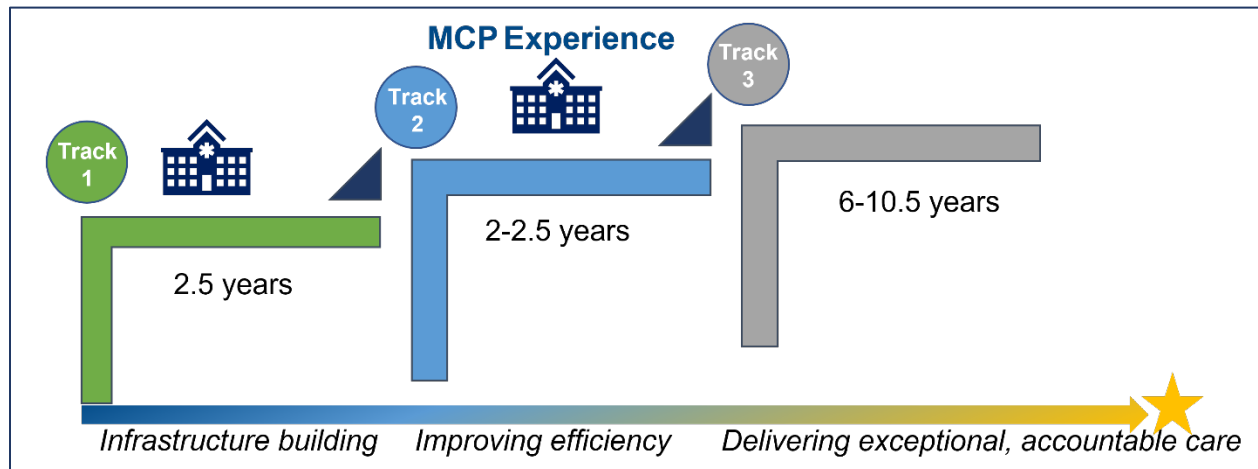 MCP Experience
Track
1
Track
2
Track
3
2.5 years
2-2.5 years
6-10.5 years
Infrastructure building
Improving efficiency
Delivering exceptional, accountable care